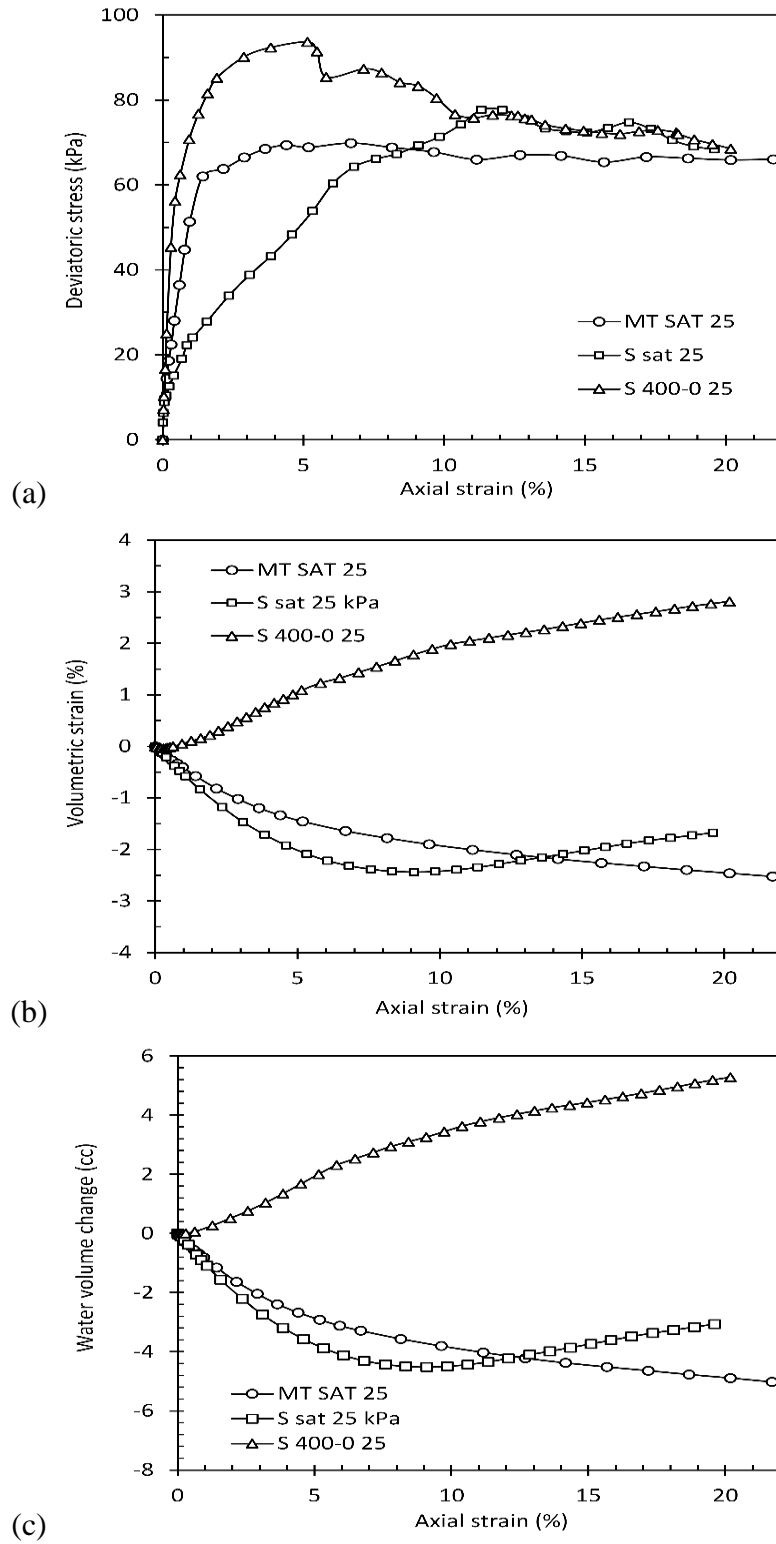 100
80
60
40
20
0
Deviatoric stress (kPa)
MT SAT 25
S sat 25
S 400-0 25
0 5 10 15 20
Axial strain (%)
(a)
4
3
2
1
0
-1
-2
-3
-4
Volumetric strain (%)
MT SAT 25
S sat 25 kPa
S 400-0 25
0 5 10 15 20
Axial strain (%)
(b)
6
4
2
0
-2
-4
-6
-8
Water volume change (cc)
MT SAT 25
S sat 25 kPa
S 400-0 25
0 5 10 15 20
Axial strain (%)
(c)